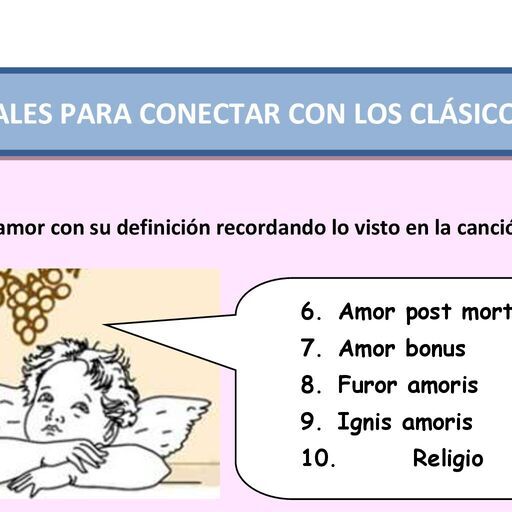 ALES PARA CONECTAR CON LOS CLÁSICO
amor con su definición recordando lo visto en la canció
6. Amor post mort
7. Amor bonus
8. Furor amoris
9. Ignis amoris
10. Religio